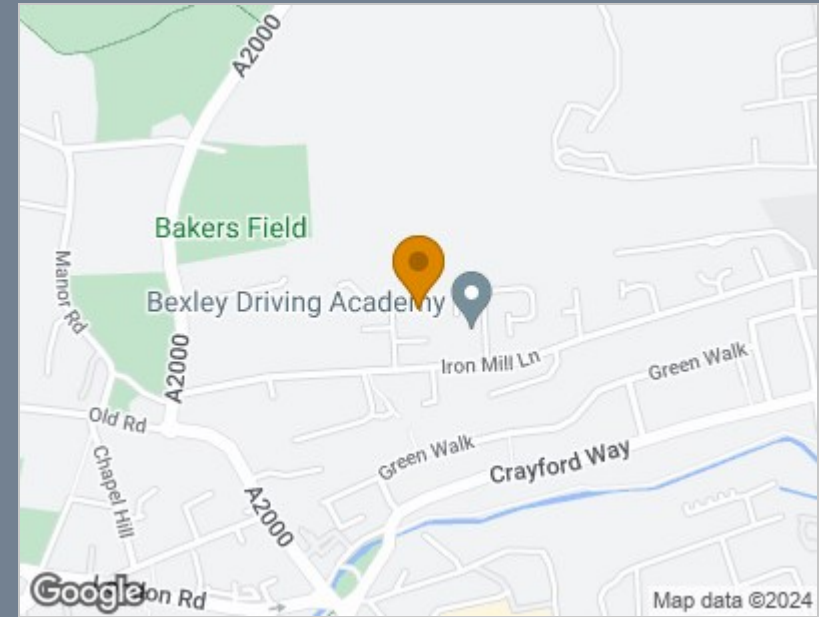 A2000
Bakers Field
Manor Rd
Bexley Driving Academy
A2000
Iron Mill Ln
Green Walk
Old Rd
Green Walk
Crayford Way
Chapel Hill
A2000
Google
Rd
Map data ©2024